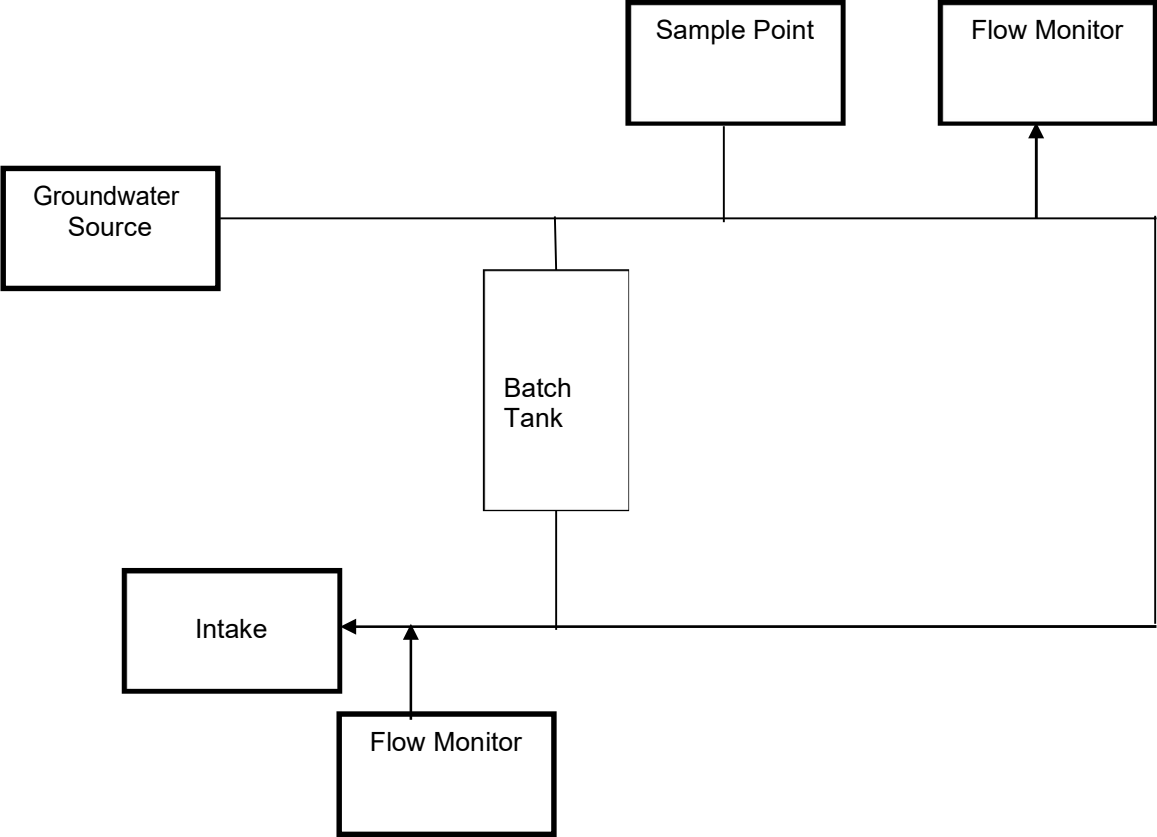 Sample Point
Flow Monitor
Groundwater
Source
Batch
Tank
Intake
Flow Monitor